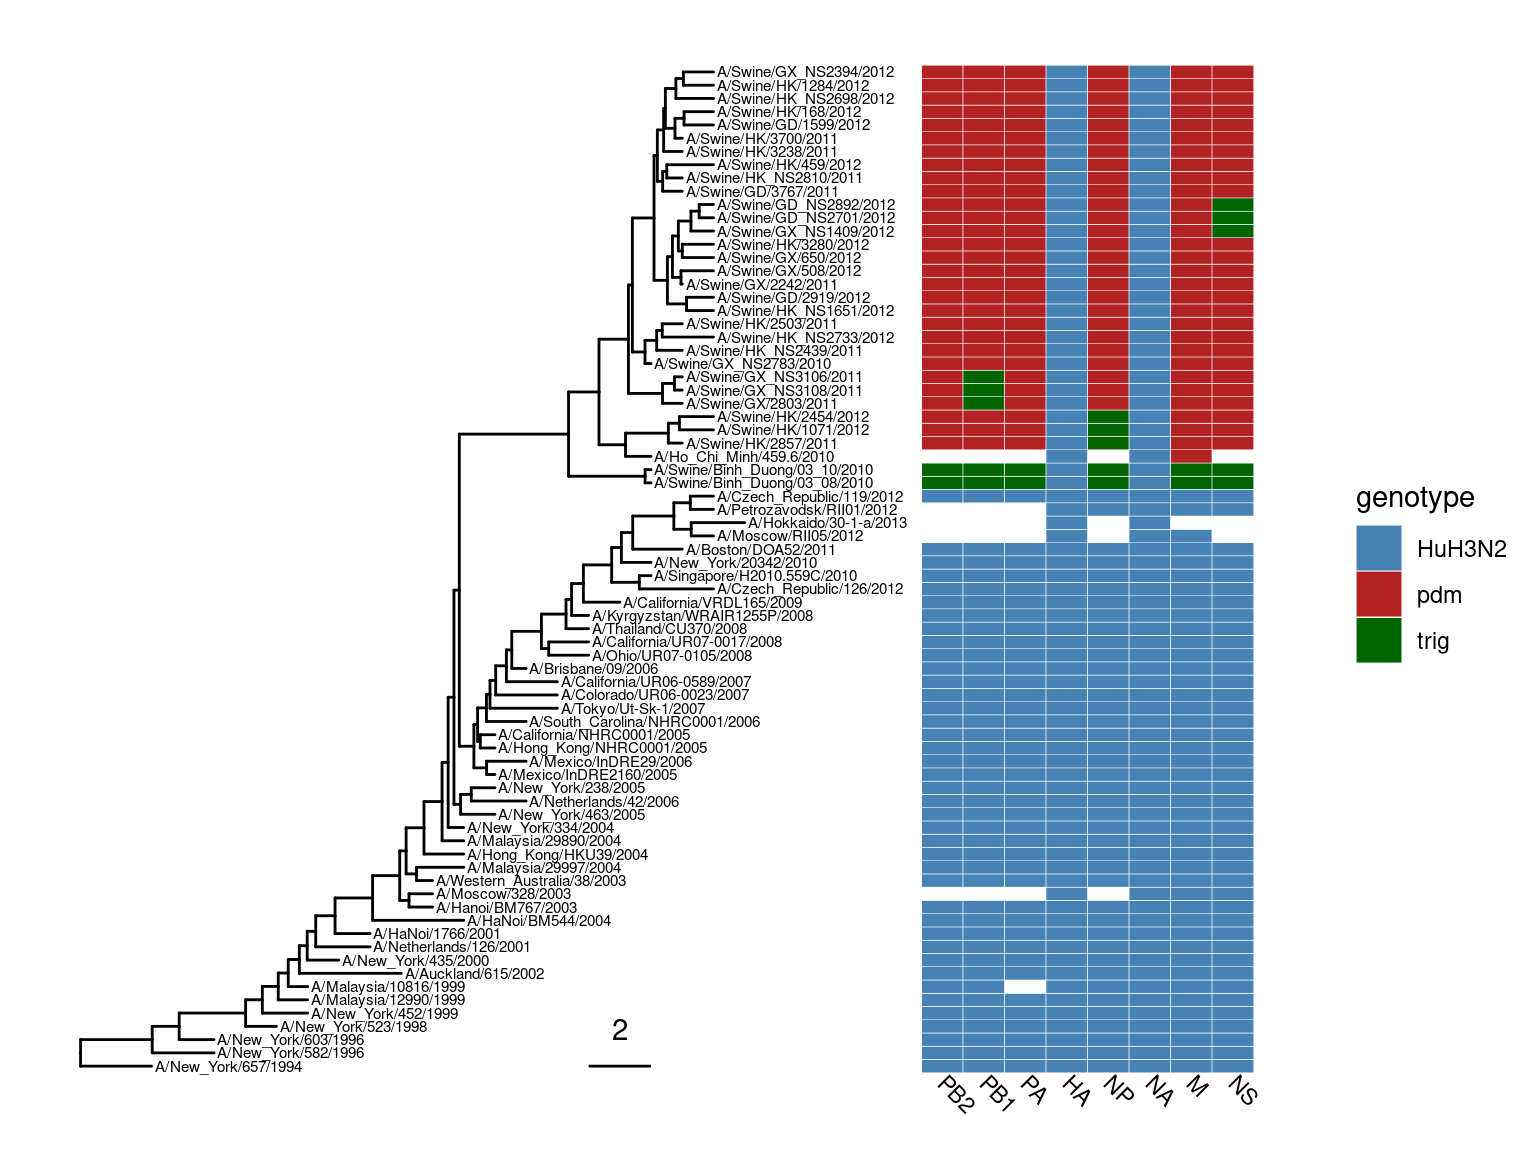 A/Swine/GX_NS2394/2012
A/Swine/HK/1284/2012
A/Swine/HK_NS2698/2012
A/Swine/HK/168/2012
A/Swine/GD/1599/2012
A/Swine/HK/3700/2011
A/Swine/HK/3238/2011
A/Swine/HK/459/2012
A/Swine/HK_NS2810/2011
A/Swine/GD/3767/2011
A/Swine/GD_NS2892/2012
A/Swine/GD_NS2701/2012
A/Swine/GX_NS1409/2012
A/Swine/HK/3280/2012
A/Swine/GX/650/2012
A/Swine/GX/508/2012
A/Swine/GX/2242/2011
A/Swine/GD/2919/2012
A/Swine/HK_NS1651/2012
A/Swine/HK/2503/2011
A/Swine/HK_NS2733/2012
A/Swine/HK_NS2439/2011
A/Swine/GX_NS2783/2010
A/Swine/GX_NS3106/2011
A/Swine/GX_NS3108/2011
A/Swine/GX/2803/2011
A/Swine/HK/2454/2012
A/Swine/HK/1071/2012
A/Swine/HK/2857/2011
A/Ho_Chi_Minh/459.6/2010
A/Swine/Binh_Duong/03_10/2010
A/Swine/Binh_Duong/03_08/2010
A/Czech_Republic/119/2012
A/Petrozavodsk/RII01/2012
A/Hokkaido/30-1-a/2013
A/Moscow/RII05/2012
A/Boston/DOA52/2011
A/New_York/20342/2010
A/Singapore/H2010.559C/2010
A/Czech_Republic/126/2012
A/California/VRDL165/2009
A/Kyrgyzstan/WRAIR1255P/2008
A/Thailand/CU370/2008
A/California/UR07-0017/2008
A/Ohio/UR07-0105/2008
A/Brisbane/09/2006
A/California/UR06-0589/2007
A/Colorado/UR06-0023/2007
A/Tokyo/Ut-Sk-1/2007
A/South_Carolina/NHRC0001/2006
A/California/NHRC0001/2005
A/Hong_Kong/NHRC0001/2005
A/Mexico/InDRE29/2006
A/Mexico/InDRE2160/2005
A/New_York/238/2005
A/Netherlands/42/2006
A/New_York/463/2005
A/New_York/334/2004
A/Malaysia/29890/2004
A/Hong_Kong/HKU39/2004
A/Malaysia/29997/2004
A/Western_Australia/38/2003
A/Moscow/328/2003
A/Hanoi/BM767/2003
A/HaNoi/BM544/2004
A/HaNoi/1766/2001
A/Netherlands/126/2001
A/New_York/435/2000
A/Auckland/615/2002
A/Malaysia/10816/1999
A/Malaysia/12990/1999
A/New_York/452/1999
A/New_York/523/1998
A/New_York/603/1996
A/New_York/582/1996
A/New_York/657/1994
2
PB2 PB1 PA HA NP NA M NS
genotype
HuH3N2
pdm
trig